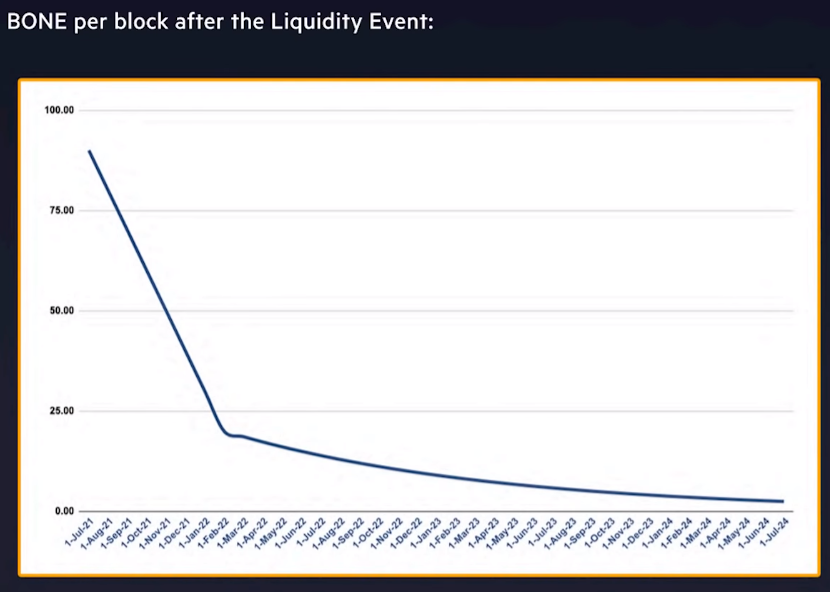 BONE per block after the Liquidity Event:
100.00
75.00
50.00
25.00
0.00
1-Jul-21
1-Aug-21
1-Sep-21
1-Oct-21
1-Nov-21
1-Dec-21
1-Jan-22
1-Feb-22
1-Mar-22
1-Apr-22
1-May-22
1-Jun-22
1-Jul-22
1-Aug-22
1-Sep-22
1-Oct-22
1-Nov-22
1-Dec-22
1-Jan-23
1-Feb-23
1-Mar-23
1-Apr-23
1-May-23
1-Jun-23
1-Jul-23
1-Aug-23
1-Sep-23
1-Oct-23
1-Nov-23
1-Dec-23
1-Jan-24
1-Feb-24
1-Mar-24
1-Apr-24
1-May-24
1-Jun-24
1-Jul-24